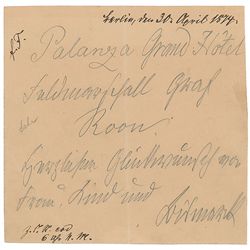 Berlin, den 30. April 1874.
Palanza Grand Hôtel
Feldmarschall Graf
Roon.
Herzlichen Glückwunsch von
Frau, Kind und
Bismarck